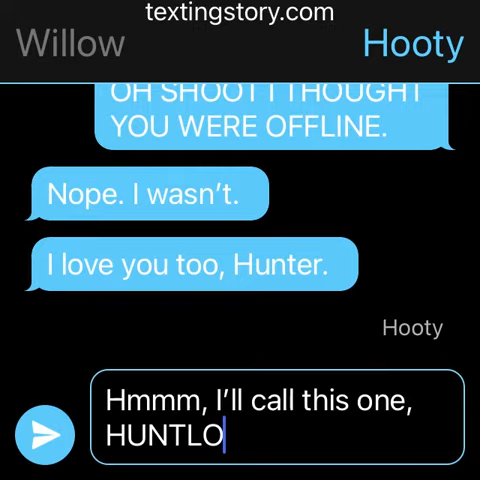 textingstory.com
Willow
Hooty
OH SHOOT I THOUGHT
YOU WERE OFFLINE.
Nope. I wasn't.
I love you too, Hunter.
Hooty
Hmmm, I'll call this one,
HUNTLO